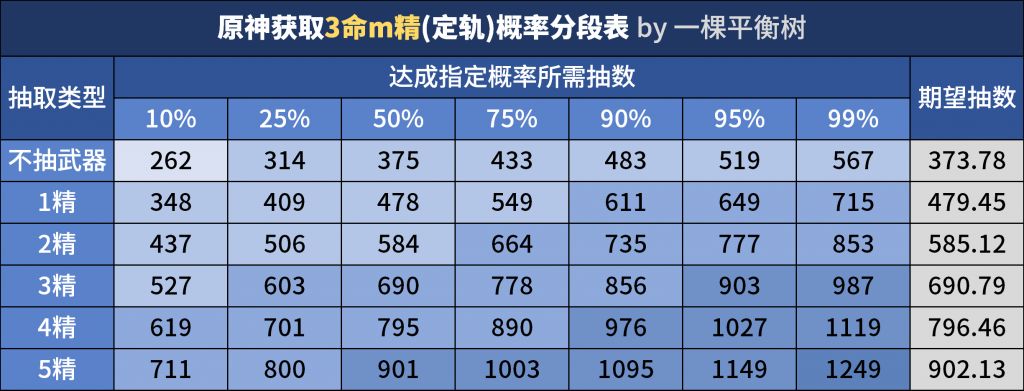 原神获取3命m精(定轨)概率分段表 by 一棵平衡树
抽取类型 达成指定概率所需抽数 期望抽数
10% 25% 50% 75% 90% 95% 99%
不抽武器 262 314 375 433 483 519 567 373.78
1精 348 409 478 549 611 649 715 479.45
2精 437 506 584 664 735 777 853 585.12
3精 527 603 690 778 856 903 987 690.79
4精 619 701 795 890 976 1027 1119 796.46
5精 711 800 901 1003 1095 1149 1249 902.13